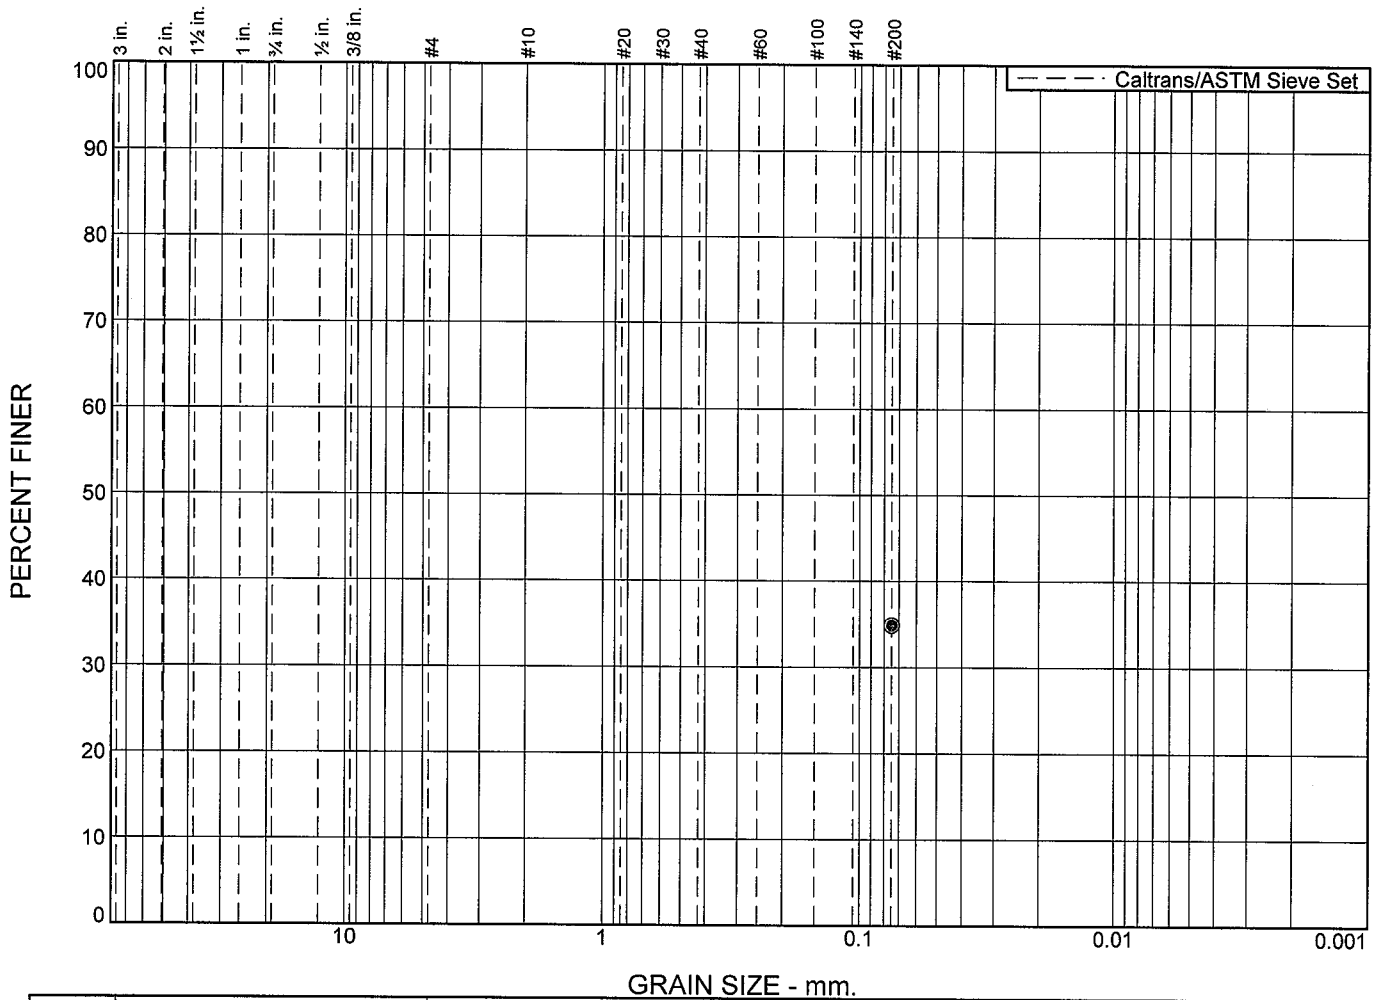 3 in. 2 in. 1½ in. 1 in. ¾ in. ½ in. 3/8 in. #4 #10 #20 #30 #40 #60 #100 #140 #200
Caltrans/ASTM Sieve Set
100
90
80
70
60
50
40
30
20
10
0
PERCENT FINER
10 1 0.1 0.01 0.001
GRAIN SIZE - mm.